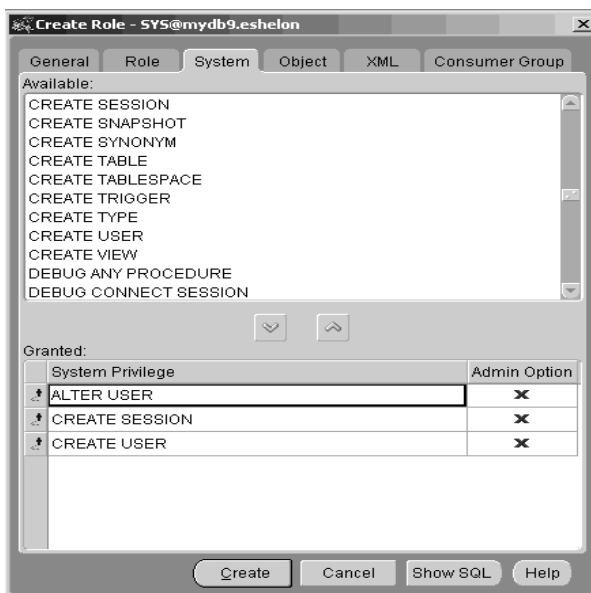 Create Role - SYS@mydb9.eshelon
General Role System Object XML Consumer Group
Available:
CREATE SESSION
CREATE SNAPSHOT
CREATE SYNONYM
CREATE TABLE
CREATE TABLESPACE
CREATE TRIGGER
CREATE TYPE
CREATE USER
CREATE VIEW
DEBUG ANY PROCEDURE
DEBUG CONNECT SESSION
Granted:
System Privilege Admin Option
ALTER USER
CREATE SESSION
CREATE USER
Create Cancel Show SQL Help